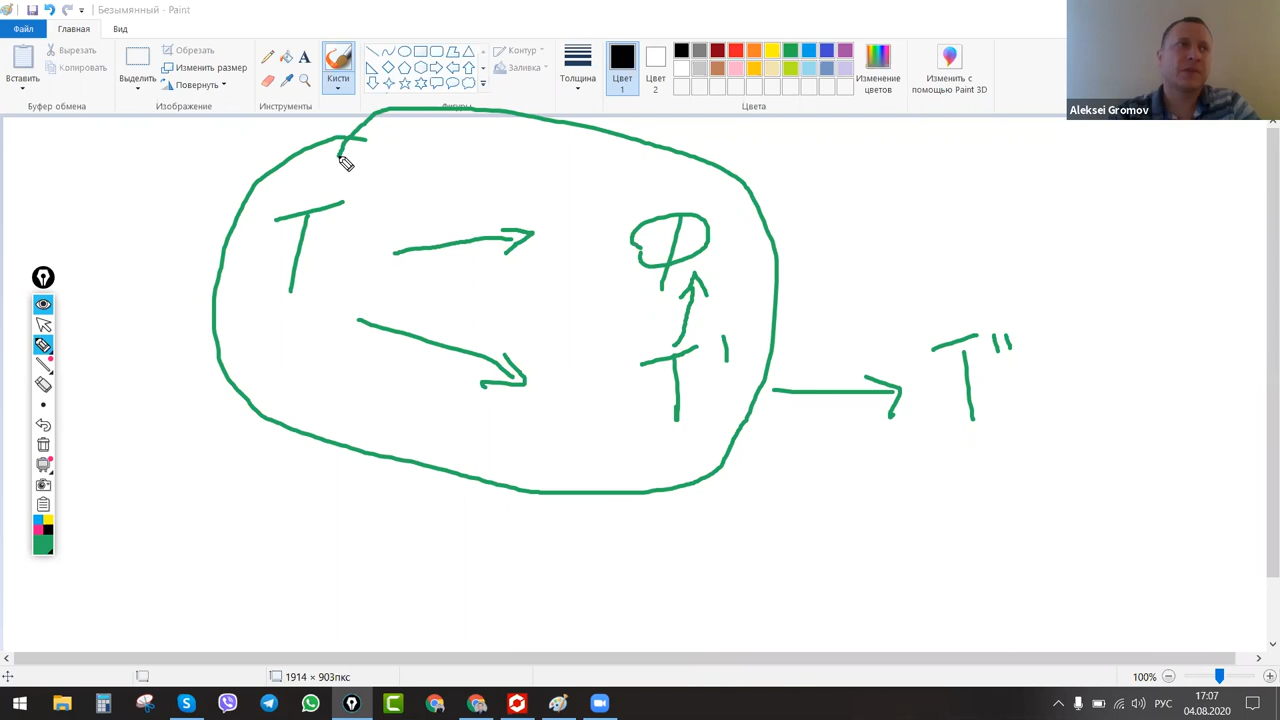 Безымянный - Paint
Файл Главная Вид
Вырезать Копировать Вставить
Буфер обмена
Обрезать Изменить размер Повернуть Выделить
Изображение
Инструменты
Кисти
Контур Заливка
Фигуры
Толщина
Цвет 1
Цвет 2
Изменение цветов
Цвета
Изменить с помощью Paint 3D
Aleksei Gromov
T Ф
T' T''
1914 × 903пкс 100%
РУС 17:07 04.08.2020